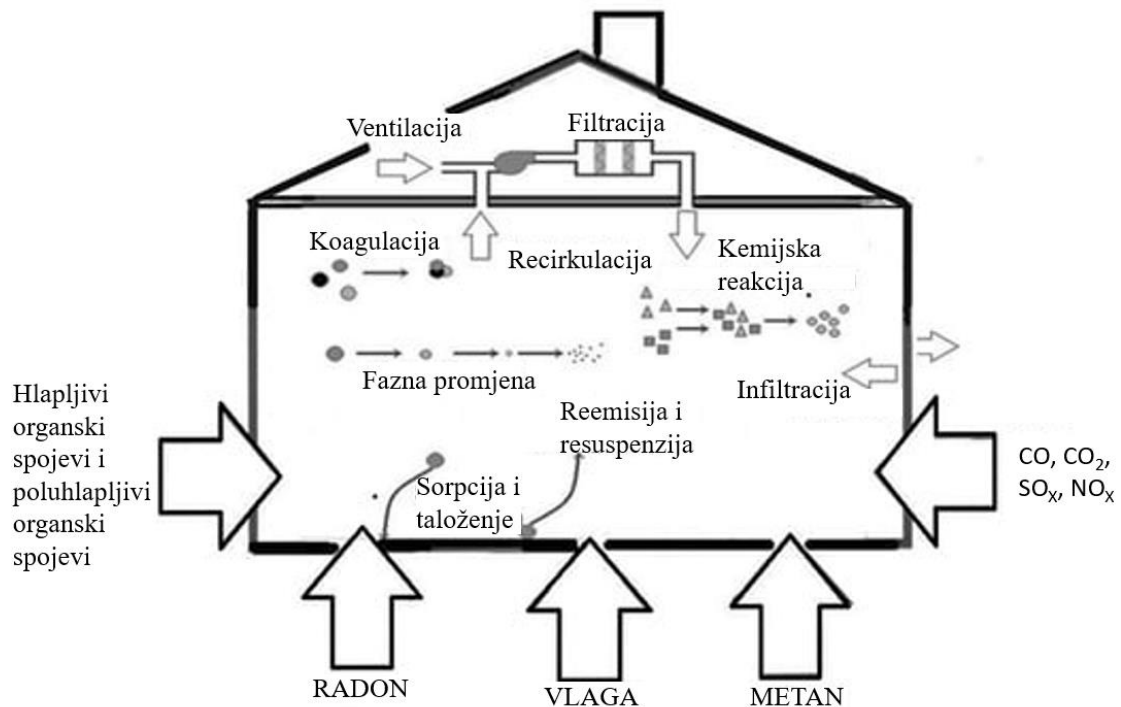 Ventilacija
Filtracija
Koagulacija
Recirkulacija
Kemijska
reakcija
Fazna promjena
Infiltracija
Hlapljivi
organski
spojevi i
poluhlapljivi
organski
spojevi
Reemisija i
resuspenzija
Sorpcija i
taloženje
CO, CO₂,
SOₓ, NOₓ
RADON
VLAGA
METAN